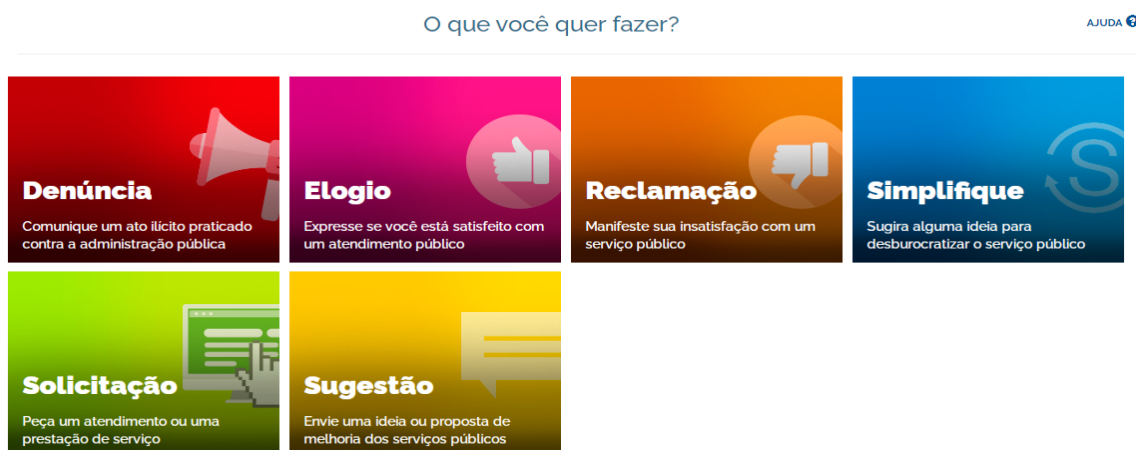 O que você quer fazer?
AJUDA ?
Denúncia
Comunique um ato ilícito praticado
contra a administração pública
Elogio
Expresse se você está satisfeito com
um atendimento público
Reclamação
Manifeste sua insatisfação com um
serviço público
Simplifique
Sugira alguma ideia para
desburocratizar o serviço público
Solicitação
Peça um atendimento ou uma
prestação de serviço
Sugestão
Envie uma ideia ou proposta de
melhoria dos serviços públicos